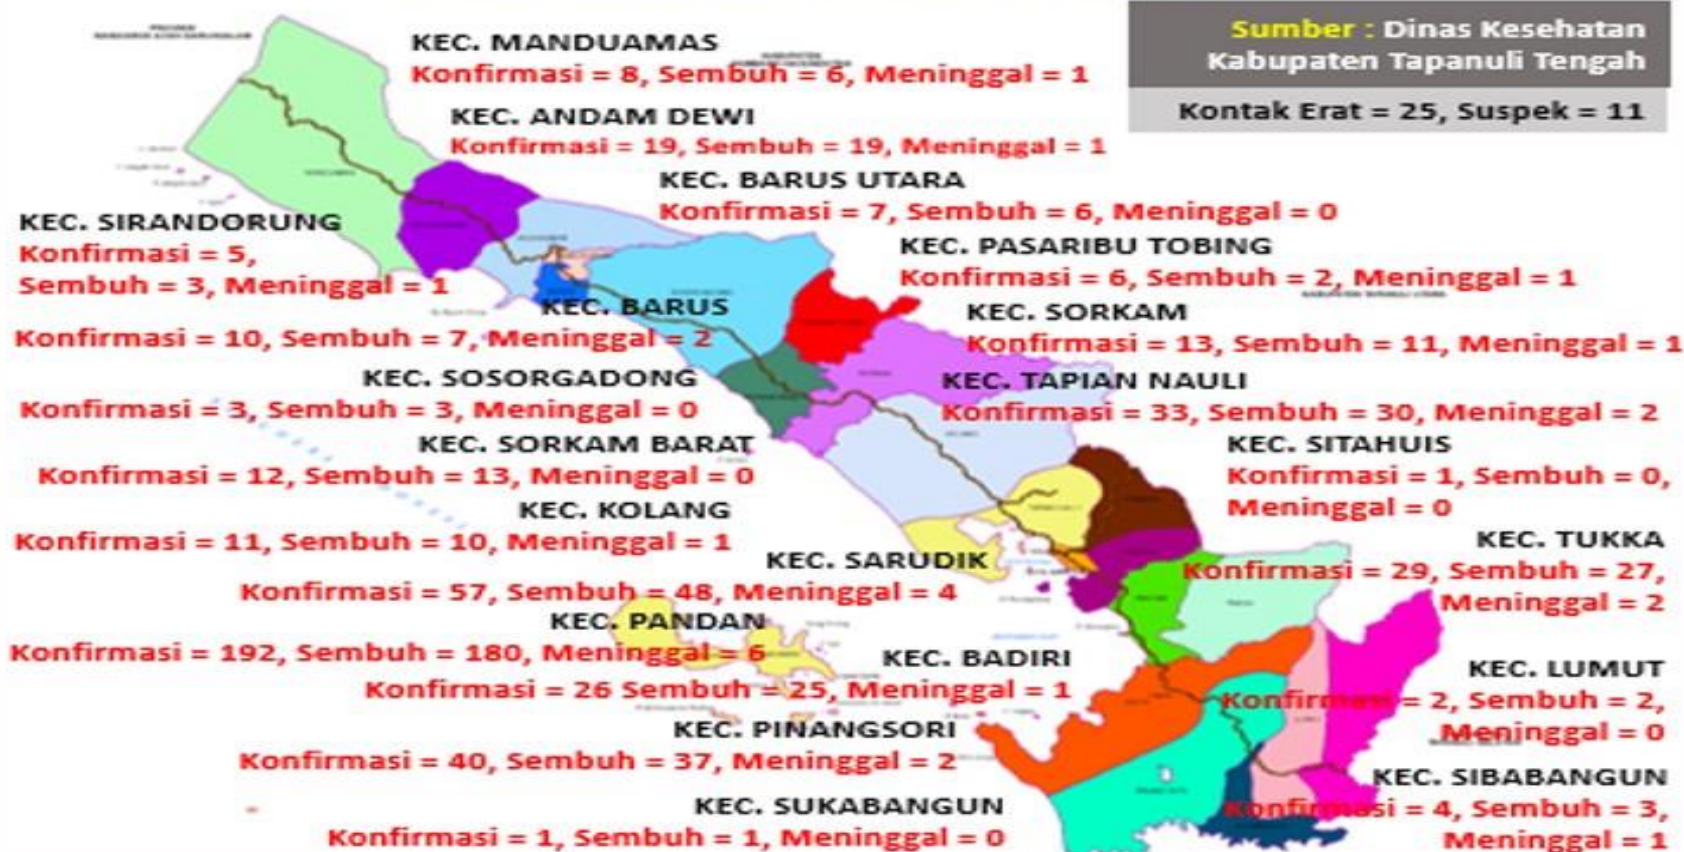 KEC. MANDUAMAS
Konfirmasi = 8, Sembuh = 6, Meninggal = 1
Sumber : Dinas Kesehatan
Kabupaten Tapanuli Tengah
Kontak Erat = 25, Suspek = 11
KEC. ANDAM DEWI
Konfirmasi = 19, Sembuh = 19, Meninggal = 1
KEC. BARUS UTARA
Konfirmasi = 7, Sembuh = 6, Meninggal = 0
KEC. SIRANDORUNG
Konfirmasi = 5,
Sembuh = 3, Meninggal = 1
KEC. PASARIBU TOBING
Konfirmasi = 6, Sembuh = 2, Meninggal = 1
KEC. BARUS
Konfirmasi = 10, Sembuh = 7, Meninggal = 2
KEC. SORKAM
Konfirmasi = 13, Sembuh = 11, Meninggal = 1
KEC. SOSORGADONG
Konfirmasi = 3, Sembuh = 3, Meninggal = 0
KEC. TAPIAN NAULI
Konfirmasi = 33, Sembuh = 30, Meninggal = 2
KEC. SORKAM BARAT
Konfirmasi = 12, Sembuh = 13, Meninggal = 0
KEC. SITAHUIS
Konfirmasi = 1, Sembuh = 0,
Meninggal = 0
KEC. KOLANG
Konfirmasi = 11, Sembuh = 10, Meninggal = 1
KEC. SARUDIK
Konfirmasi = 57, Sembuh = 48, Meninggal = 4
KEC. TUKKA
Konfirmasi = 29, Sembuh = 27,
Meninggal = 2
KEC. PANDAN
Konfirmasi = 192, Sembuh = 180, Meninggal = 6
KEC. BADIRI
Konfirmasi = 26 Sembuh = 25, Meninggal = 1
KEC. LUMUT
Konfirmasi = 2, Sembuh = 2,
Meninggal = 0
KEC. PINANGSORI
Konfirmasi = 40, Sembuh = 37, Meninggal = 2
KEC. SIBABANGUN
Konfirmasi = 4, Sembuh = 3,
Meninggal = 1
KEC. SUKABANGUN
Konfirmasi = 1, Sembuh = 1, Meninggal = 0